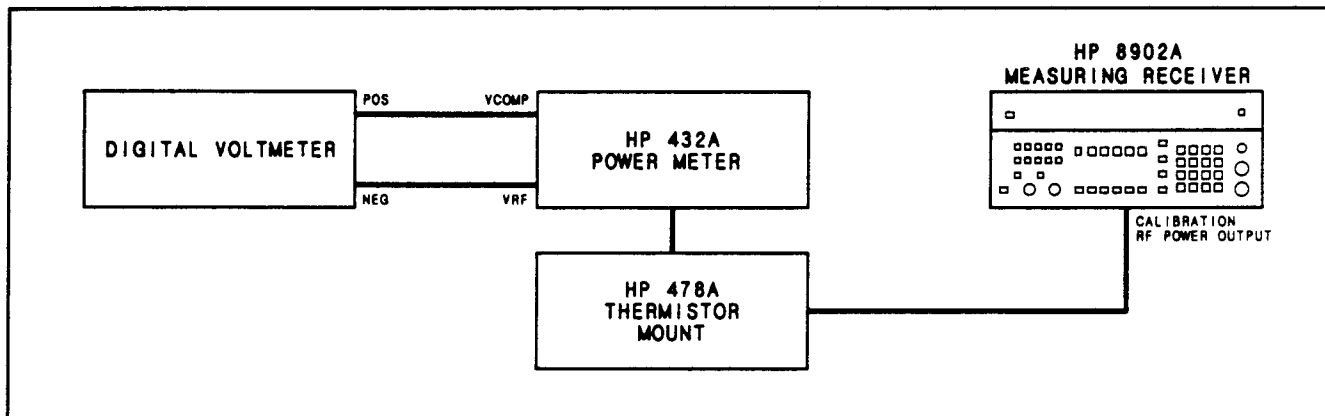 HP 8902A
MEASURING RECEIVER
POS
VCOMP
DIGITAL VOLTMETER
HP 432A
POWER METER
NEG
VRF
CALIBRATION
RF POWER OUTPUT
HP 478A
THERMISTOR
MOUNT